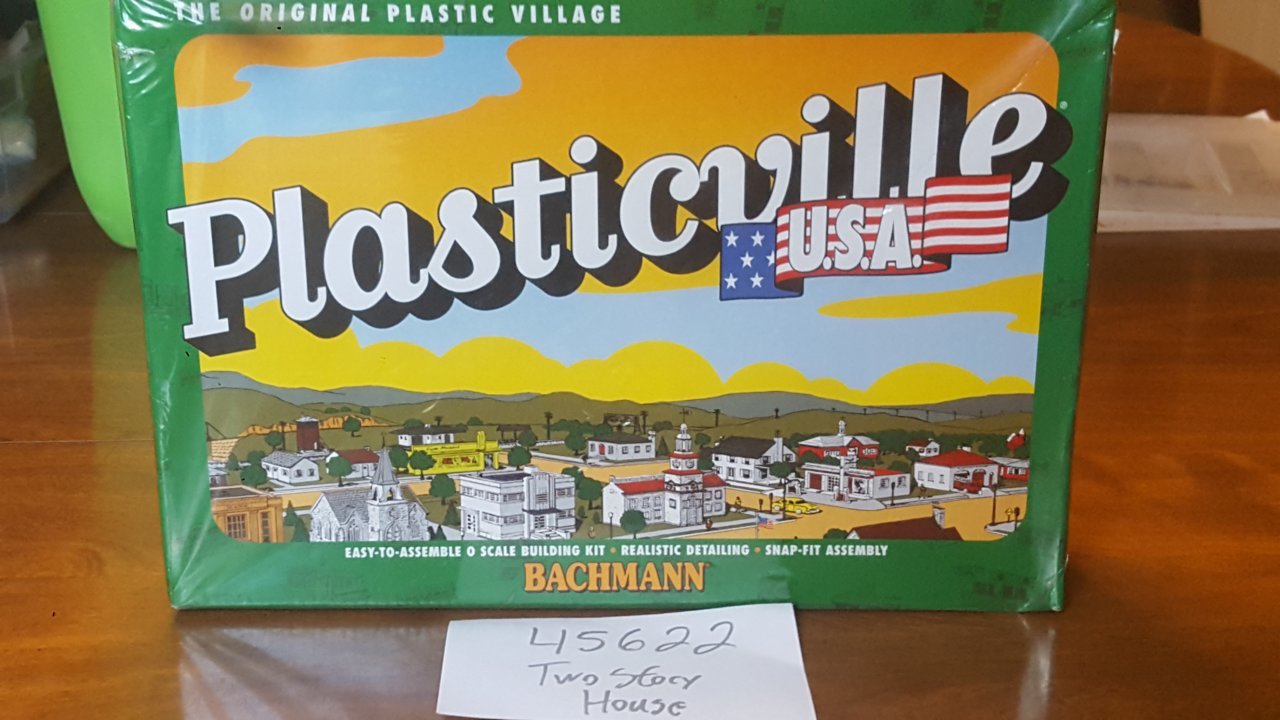 THE ORIGINAL PLASTIC VILLAGE
Plasticville
U.S.A.
EASY-TO-ASSEMBLE O SCALE BUILDING KIT • REALISTIC DETAILING • SNAP-FIT ASSEMBLY
BACHMANN
45622
Two Story
House